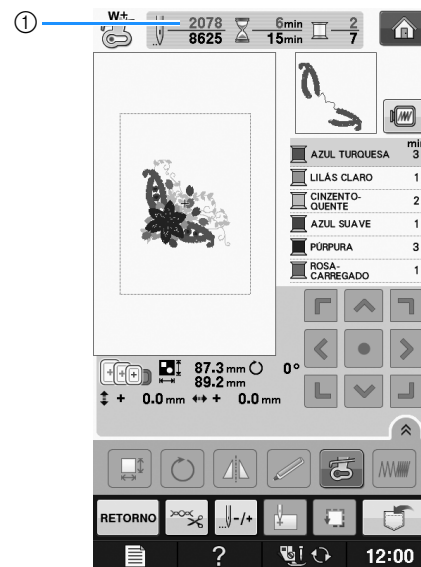 W+
①
2078 6min 2
8625 15min 7
min
AZUL TURQUESA 3
LILÁS CLARO 1
CINZENTO-
QUENTE 2
AZUL SUAVE 1
PÚRPURA 3
ROSA-
CARREGADO 1
87.3 mm 0°
89.2 mm
+ 0.0 mm + 0.0 mm
RETORNO -/+
? 12:00